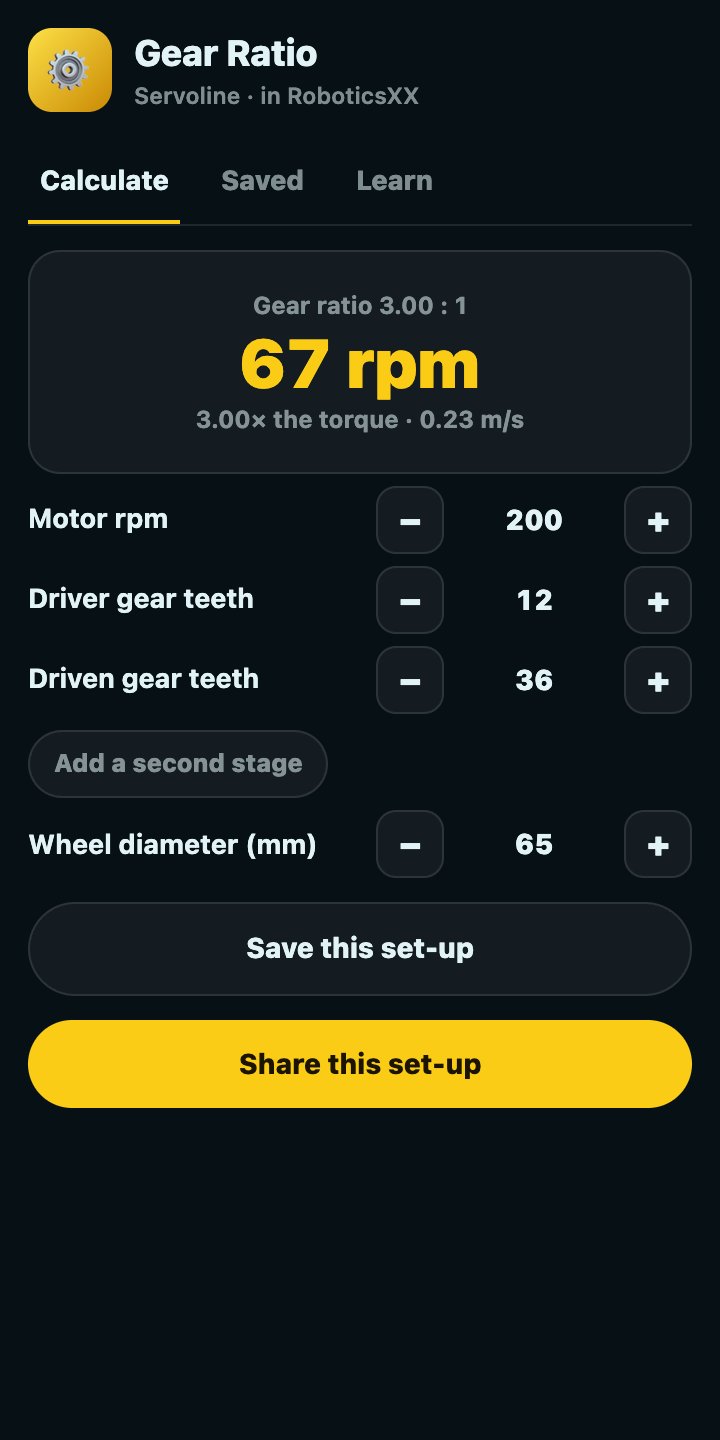 Gear Ratio
Servoline · in RoboticsXX
Calculate Saved Learn
Gear ratio 3.00 : 1
67 rpm
3.00× the torque · 0.23 m/s
Motor rpm − 200 +
Driver gear teeth − 12 +
Driven gear teeth − 36 +
Add a second stage
Wheel diameter (mm) − 65 +
Save this set-up
Share this set-up